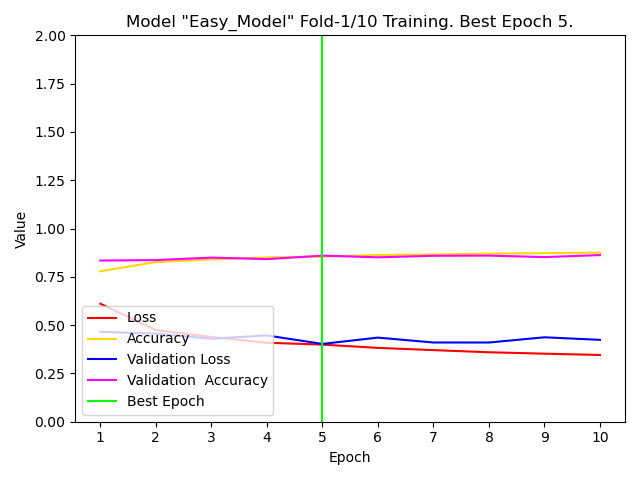 Model "Easy_Model" Fold-1/10 Training. Best Epoch 5.
2.00
1.75
1.50
1.25
1.00
0.75
0.50
0.25
0.00
Value
Loss
Accuracy
Validation Loss
Validation  Accuracy
Best Epoch
1 2 3 4 5 6 7 8 9 10
Epoch